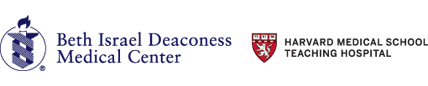 Beth Israel Deaconess
Medical Center
®
HARVARD MEDICAL SCHOOL
TEACHING HOSPITAL